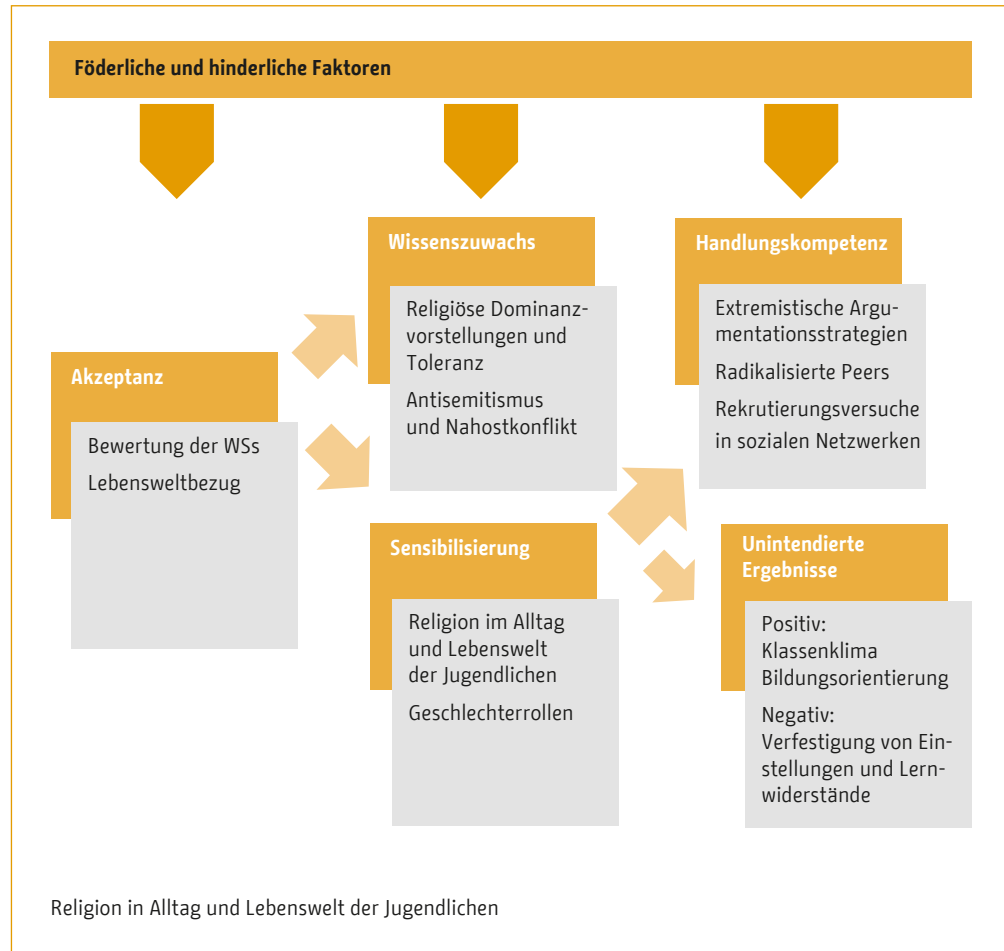 Föderliche und hinderliche Faktoren
Akzeptanz
Bewertung der WSs
Lebensweltbezug
Wissenszuwachs
Religiöse Dominanz-
vorstellungen und
Toleranz
Antisemitismus
und Nahostkonflikt
Sensibilisierung
Religion im Alltag
und Lebenswelt
der Jugendlichen
Geschlechterrollen
Handlungskompetenz
Extremistische Argu-
mentationsstrategien
Radikalisierte Peers
Rekrutierungsversuche
in sozialen Netzwerken
Unintendierte
Ergebnisse
Positiv:
Klassenklima
Bildungsorientierung
Negativ:
Verfestigung von Ein-
stellungen und Lern-
widerstände
Religion in Alltag und Lebenswelt der Jugendlichen